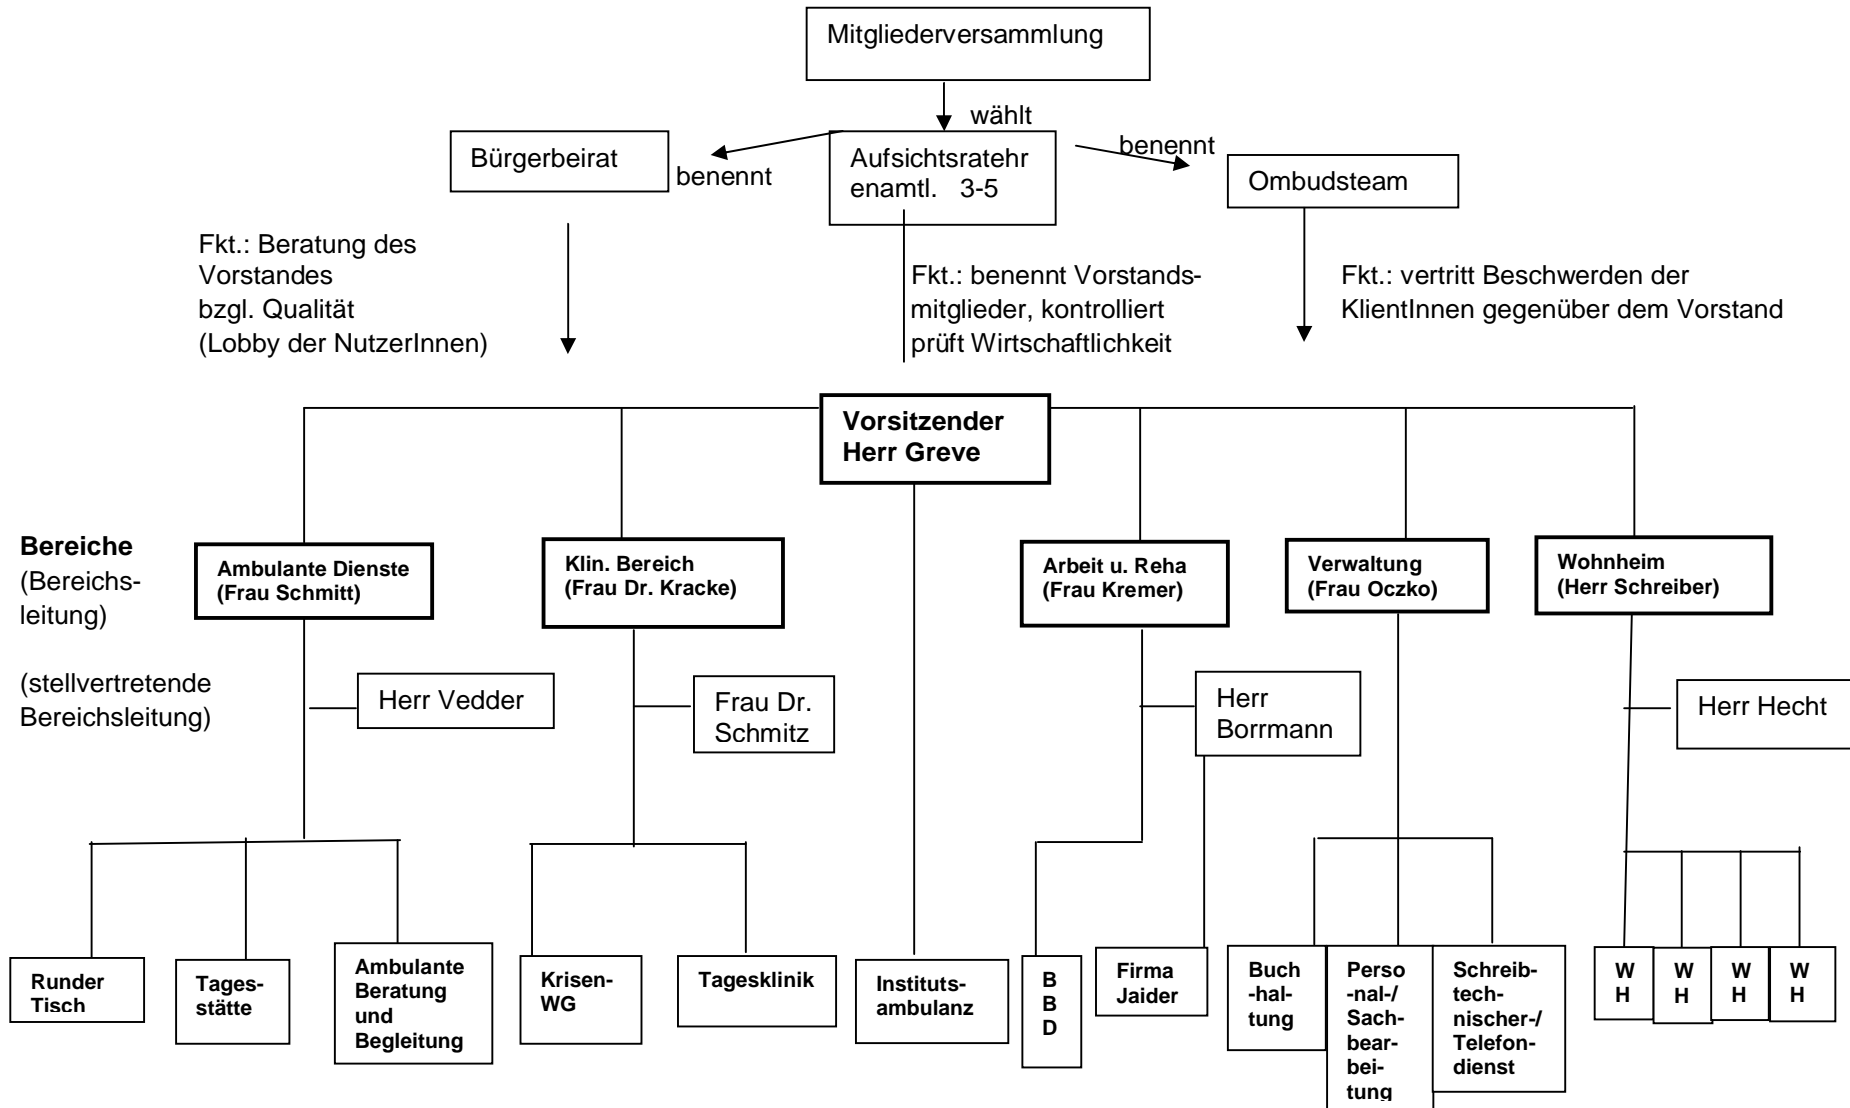 Mitgliederversammlung
wählt
Bürgerbeirat
benennt
Aufsichtsratehr
enamtl. 3-5
benennt
Ombudsteam
Fkt.: Beratung des
Vorstandes
bzgl. Qualität
(Lobby der NutzerInnen)
Fkt.: benennt Vorstands-
mitglieder, kontrolliert
prüft Wirtschaftlichkeit
Fkt.: vertritt Beschwerden der
KlientInnen gegenüber dem Vorstand
Vorsitzender
Herr Greve
Bereiche
(Bereichs-
leitung)
Ambulante Dienste
(Frau Schmitt)
Klin. Bereich
(Frau Dr. Kracke)
Arbeit u. Reha
(Frau Kremer)
Verwaltung
(Frau Oczko)
Wohnheim
(Herr Schreiber)
(stellvertretende
Bereichsleitung)
Herr Vedder
Frau Dr.
Schmitz
Herr
Borrmann
Herr Hecht
Runder
Tisch
Tages-
stätte
Ambulante
Beratung
und
Begleitung
Krisen-
WG
Tagesklinik
Instituts-
ambulanz
B
B
D
Firma
Jaider
Buch
-hal-
tung
Perso
-nal-/
Sach-
bear-
bei-
tung
Schreib-
tech-
nischer-/
Telefon-
dienst
W
H
W
H
W
H
W
H